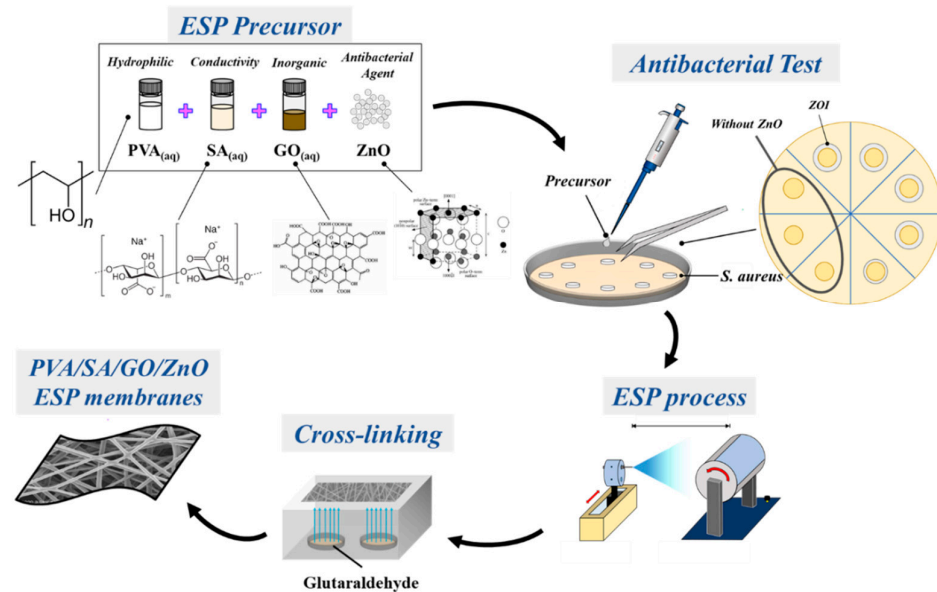 ESP Precursor
Hydrophilic
Conductivity
Inorganic
Antibacterial
Agent
+
+
+
PVA(aq)
SA(aq)
GO(aq)
ZnO
HO
n
Na⁺
Na⁺
m
n
Antibacterial Test
ZOI
Without ZnO
Precursor
S. aureus
ESP process
Cross-linking
Glutaraldehyde
PVA/SA/GO/ZnO
ESP membranes